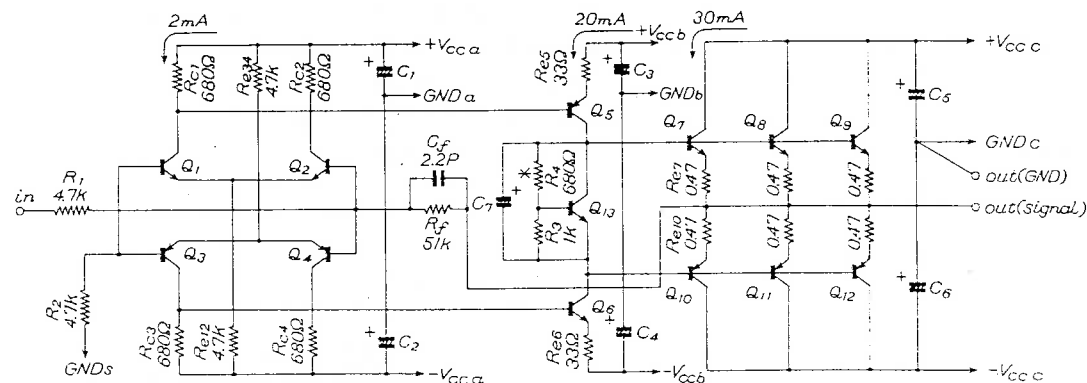 2mA
20mA
30mA
+Vcc a
+Vcc b
+Vcc c
Rc1
680Ω
Re34
4.7k
Rc2
680Ω
+
C1
GND a
Re5
33Ω
+
C3
GND b
Q5
Q7
Q8
Q9
+
C5
GND c
Q1
Q2
Cf
2.2P
C7
+
*
R4
680Ω
Re7
0.47
0.47
0.47
out(GND)
R1
4.7k
in
Rf
51k
Q13
R3
1k
out(signal)
Re10
0.47
0.47
0.47
Q3
Q4
Q10
Q11
Q12
+
C6
R2
4.7k
GNDs
Rc3
680Ω
Re12
4.7k
Rc4
680Ω
+
C2
Q6
Re6
33Ω
+
C4
-Vcc a
-Vccb
-Vcc c